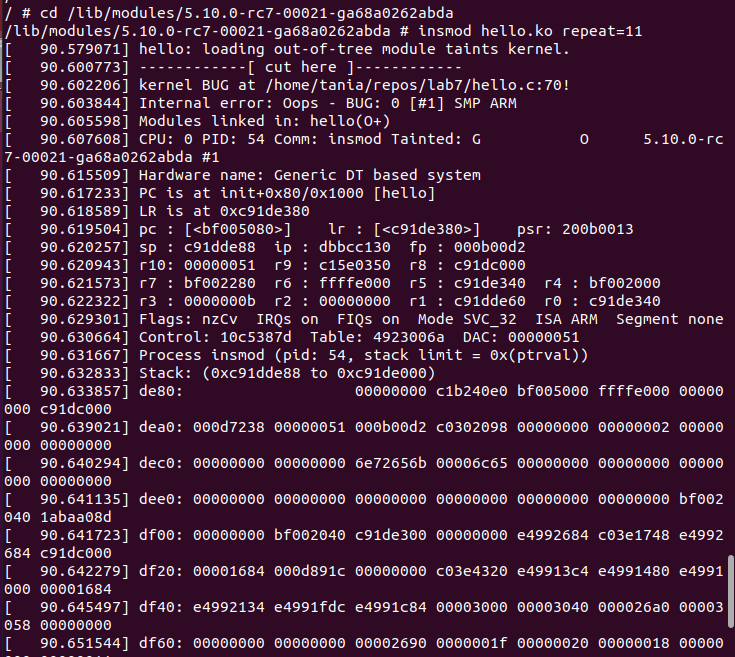 / # cd /lib/modules/5.10.0-rc7-00021-ga68a0262abda
/lib/modules/5.10.0-rc7-00021-ga68a0262abda # insmod hello.ko repeat=11
[   90.579071] hello: loading out-of-tree module taints kernel.
[   90.600773] ------------[ cut here ]------------
[   90.602206] kernel BUG at /home/tania/repos/lab7/hello.c:70!
[   90.603844] Internal error: Oops - BUG: 0 [#1] SMP ARM
[   90.605598] Modules linked in: hello(O+)
[   90.607608] CPU: 0 PID: 54 Comm: insmod Tainted: G           O      5.10.0-rc
7-00021-ga68a0262abda #1
[   90.615509] Hardware name: Generic DT based system
[   90.617233] PC is at init+0x80/0x1000 [hello]
[   90.618589] LR is at 0xc91de380
[   90.619504] pc : [<bf005080>]    lr : [<c91de380>]    psr: 200b0013
[   90.620257] sp : c91dde88  ip : dbbcc130  fp : 000b00d2
[   90.620943] r10: 00000051  r9 : c15e0350  r8 : c91dc000
[   90.621573] r7 : bf002280  r6 : ffffe000  r5 : c91de340  r4 : bf002000
[   90.622322] r3 : 0000000b  r2 : 00000000  r1 : c91dde60  r0 : c91de340
[   90.629301] Flags: nzCv  IRQs on  FIQs on  Mode SVC_32  ISA ARM  Segment none
[   90.630664] Control: 10c5387d  Table: 4923006a  DAC: 00000051
[   90.631667] Process insmod (pid: 54, stack limit = 0x(ptrval))
[   90.632833] Stack: (0xc91dde88 to 0xc91de000)
[   90.633857] de80:                   00000000 c1b240e0 bf005000 ffffe000 00000
000 c91dc000
[   90.639021] dea0: 000d7238 00000051 000b00d2 c0302098 00000000 00000002 00000
000 00000000
[   90.640294] dec0: 00000000 00000000 6e72656b 00006c65 00000000 00000000 00000
000 00000000
[   90.641135] dee0: 00000000 00000000 00000000 00000000 00000000 00000000 bf002
040 1abaa08d
[   90.641723] df00: 00000000 bf002040 c91de300 00000000 e4992684 c03e1748 e4992
684 c91dc000
[   90.642279] df20: 00001684 000d891c 00000000 c03e4320 e49913c4 e4991480 e4991
000 00001684
[   90.645497] df40: e4992134 e4991fdc e4991c84 00003000 00003040 000026a0 00003
058 00000000
[   90.651544] df60: 00000000 00000000 00002690 0000001f 00000020 00000018 00000